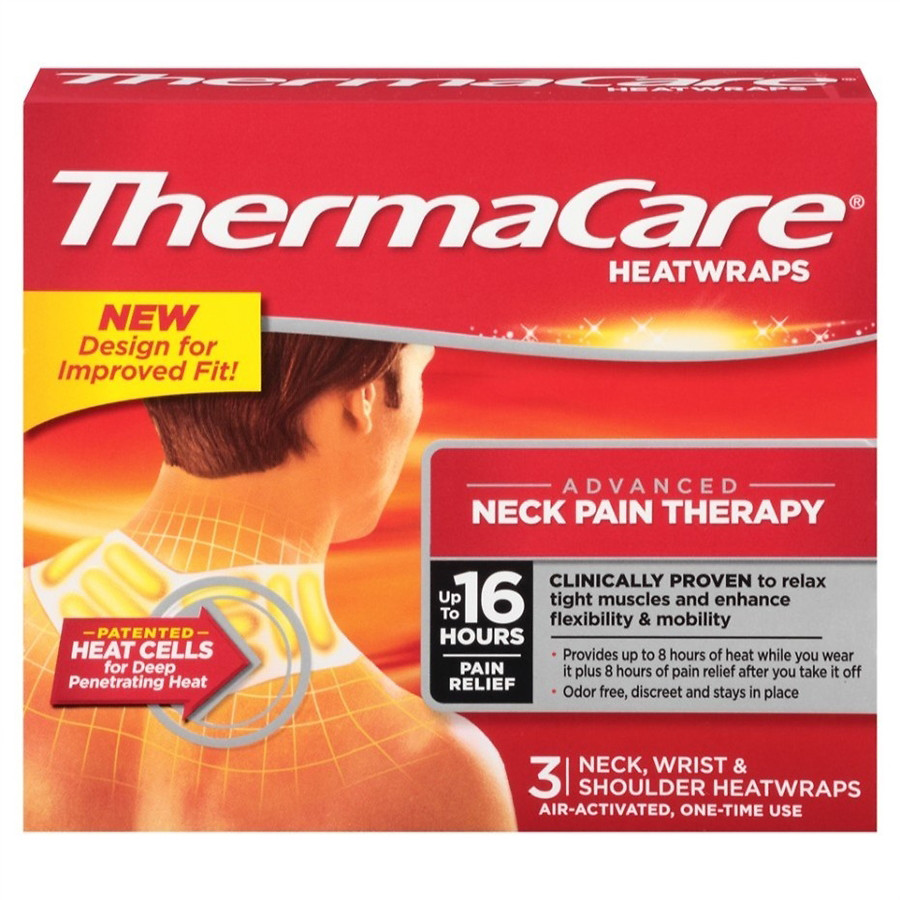 ThermaCare
HEATWRAPS
ThermaCare®
HEATWRAPS
NEW
Design for
Improved Fit!
ADVANCED
NECK PAIN THERAPY
Up To 16
HOURS
PAIN
RELIEF
CLINICALLY PROVEN to relax
tight muscles and enhance
flexibility & mobility
• Provides up to 8 hours of heat while you wear
it plus 8 hours of pain relief after you take it off
• Odor free, discreet and stays in place
–PATENTED–
HEAT CELLS
for Deep
Penetrating Heat
3 | NECK, WRIST &
SHOULDER HEATWRAPS
AIR-ACTIVATED, ONE-TIME USE